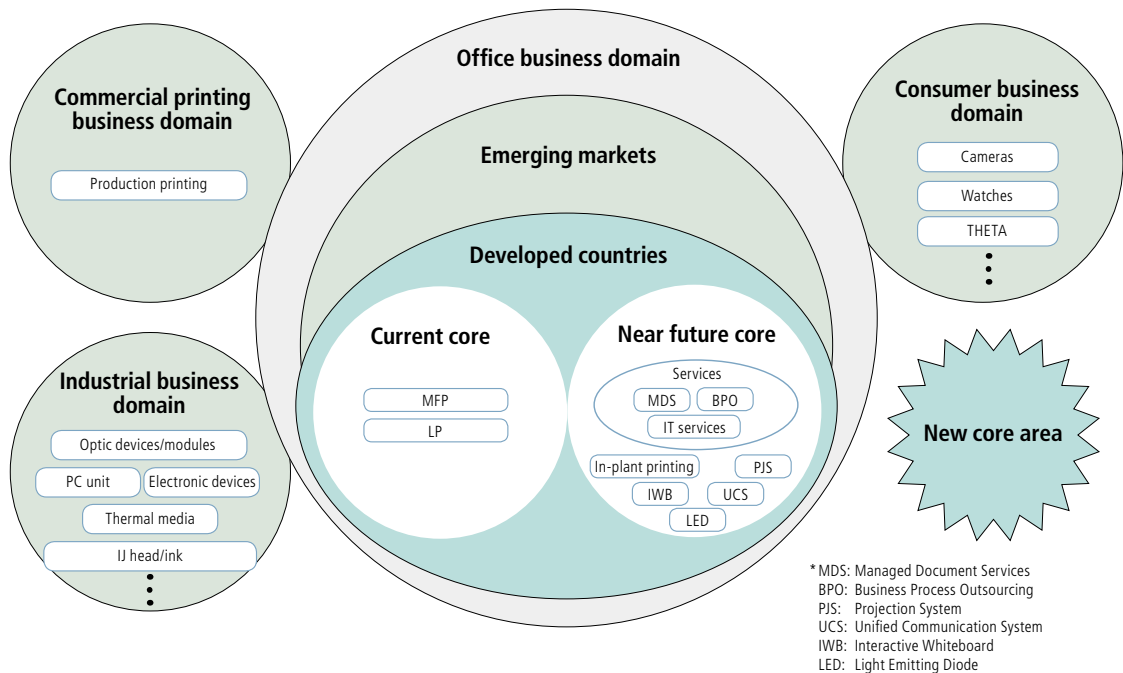 Commercial printing
business domain
Production printing
Industrial business
domain
Optic devices/modules
PC unit
Electronic devices
Thermal media
IJ head/ink
Office business domain
Emerging markets
Developed countries
Current core
MFP
LP
Near future core
Services
MDS
BPO
IT services
In-plant printing
PJS
IWB
UCS
LED
Consumer business
domain
Cameras
Watches
THETA
New core area
* MDS: Managed Document Services
BPO: Business Process Outsourcing
PJS: Projection System
UCS: Unified Communication System
IWB: Interactive Whiteboard
LED: Light Emitting Diode